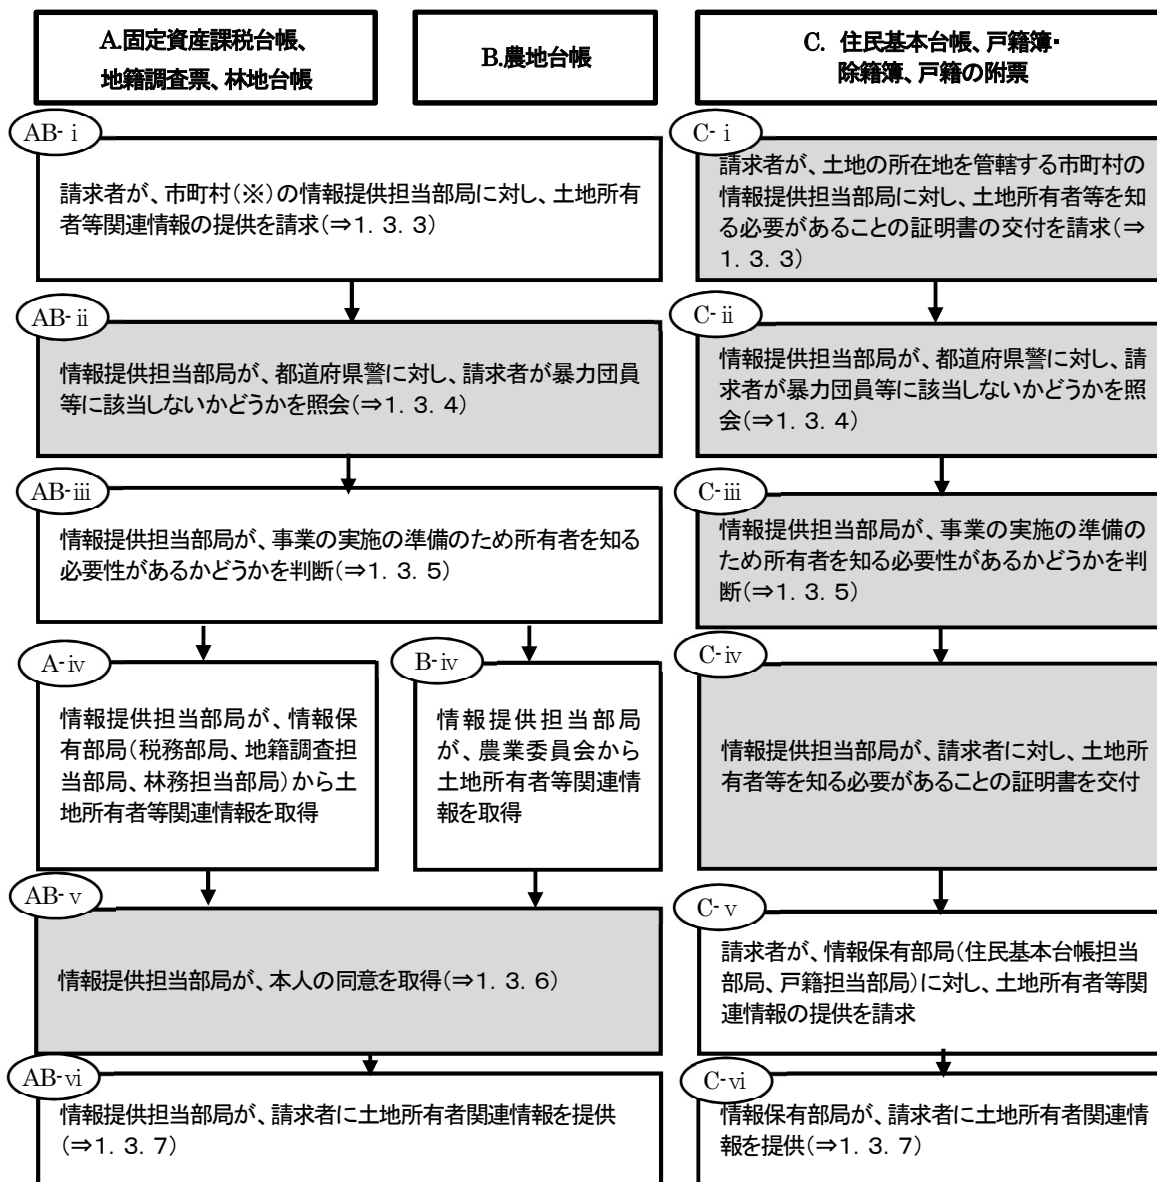 A.固定資産課税台帳、
地籍調査票、林地台帳
B.農地台帳
C. 住民基本台帳、戸籍簿・
除籍簿、戸籍の附票
AB-ⅰ
請求者が、市町村(※)の情報提供担当部局に対し、土地所有
者等関連情報の提供を請求(⇒1.3.3)
AB-ⅱ
情報提供担当部局が、都道府県警に対し、請求者が暴力団員
等に該当しないかどうかを照会(⇒1.3.4)
AB-ⅲ
情報提供担当部局が、事業の実施の準備のため所有者を知る
必要性があるかどうかを判断(⇒1.3.5)
A-ⅳ
情報提供担当部局が、情報保
有部局(税務部局、地籍調査担
当部局、林務担当部局)から土
地所有者等関連情報を取得
B-ⅳ
情報提供担当部局
が、農業委員会から
土地所有者等関連情
報を取得
AB-ⅴ
情報提供担当部局が、本人の同意を取得(⇒1.3.6)
AB-ⅵ
情報提供担当部局が、請求者に土地所有者関連情報を提供
(⇒1.3.7)
C-ⅰ
請求者が、土地の所在地を管轄する市町村の
情報提供担当部局に対し、土地所有者等を知
る必要があることの証明書の交付を請求(⇒
1.3.3)
C-ⅱ
情報提供担当部局が、都道府県警に対し、請
求者が暴力団員等に該当しないかどうかを照
会(⇒1.3.4)
C-ⅲ
情報提供担当部局が、事業の実施の準備の
ため所有者を知る必要性があるかどうかを判
断(⇒1.3.5)
C-ⅳ
情報提供担当部局が、請求者に対し、土地所
有者等を知る必要があることの証明書を交付
C-ⅴ
請求者が、情報保有部局(住民基本台帳担当
部局、戸籍担当部局)に対し、土地所有者等関
連情報の提供を請求
C-ⅵ
情報保有部局が、請求者に土地所有者関連情
報を提供(⇒1.3.7)